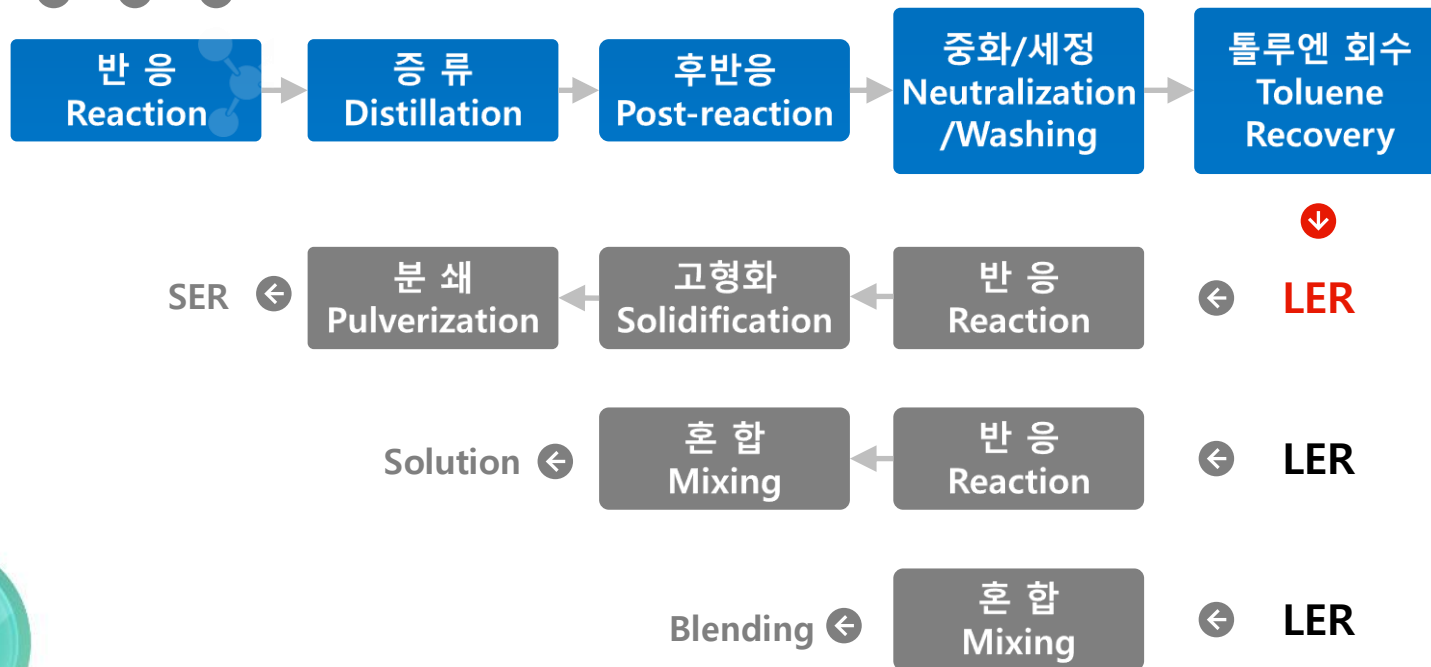 반 응
Reaction
증 류
Distillation
후반응
Post-reaction
중화/세정
Neutralization
/Washing
톨루엔 회수
Toluene
Recovery
SER
분 쇄
Pulverization
고형화
Solidification
반 응
Reaction
LER
Solution
혼 합
Mixing
반 응
Reaction
LER
Blending
혼 합
Mixing
LER